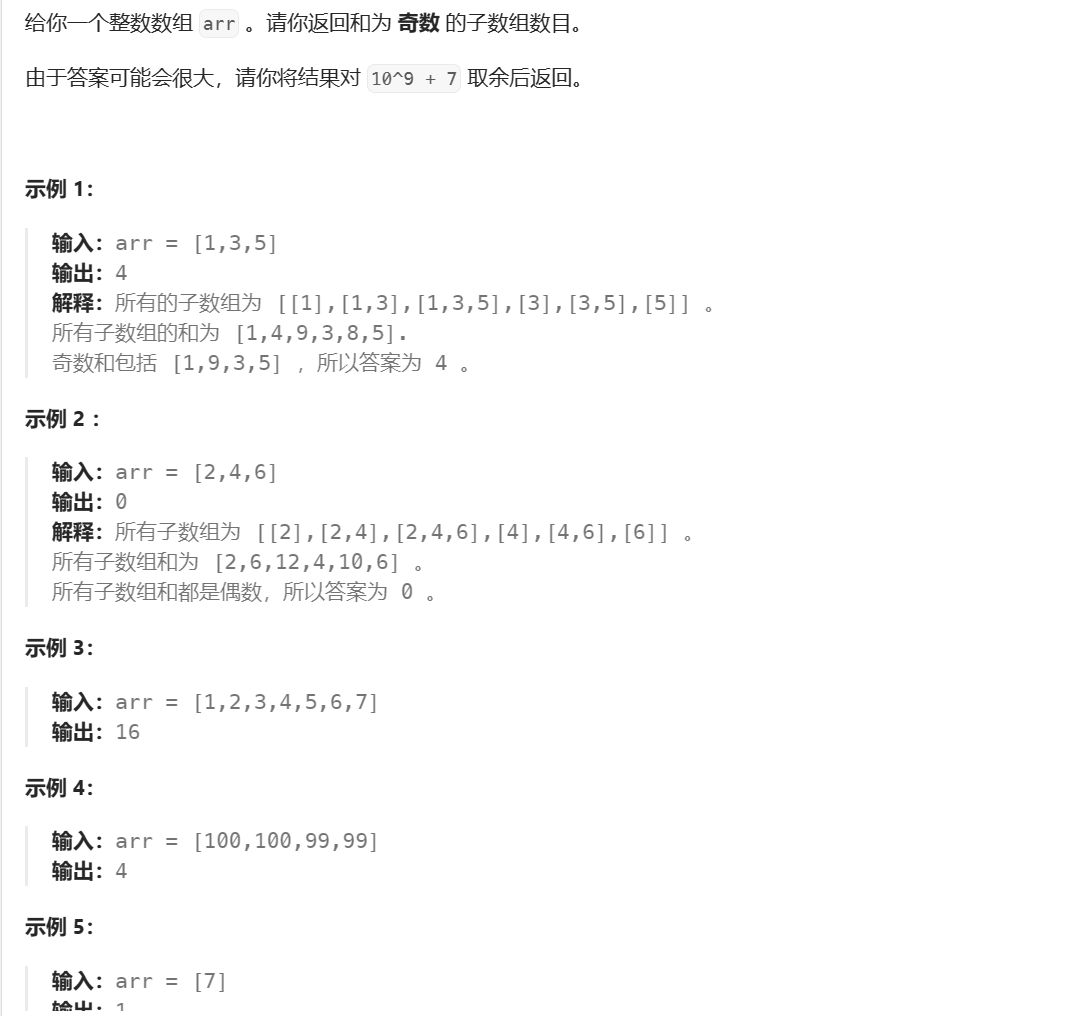 给你一个整数数组 arr 。请你返回和为 奇数 的子数组数目。
由于答案可能会很大，请你将结果对 10^9 + 7 取余后返回。
示例 1：
输入：arr = [1,3,5]
输出：4
解释：所有的子数组为 [[1],[1,3],[1,3,5],[3],[3,5],[5]] 。
所有子数组的和为 [1,4,9,3,8,5].
奇数和包括 [1,9,3,5] ，所以答案为 4 。
示例 2 ：
输入：arr = [2,4,6]
输出：0
解释：所有子数组为 [[2],[2,4],[2,4,6],[4],[4,6],[6]] 。
所有子数组和为 [2,6,12,4,10,6] 。
所有子数组和都是偶数，所以答案为 0 。
示例 3：
输入：arr = [1,2,3,4,5,6,7]
输出：16
示例 4：
输入：arr = [100,100,99,99]
输出：4
示例 5：
输入：arr = [7]
输出：1